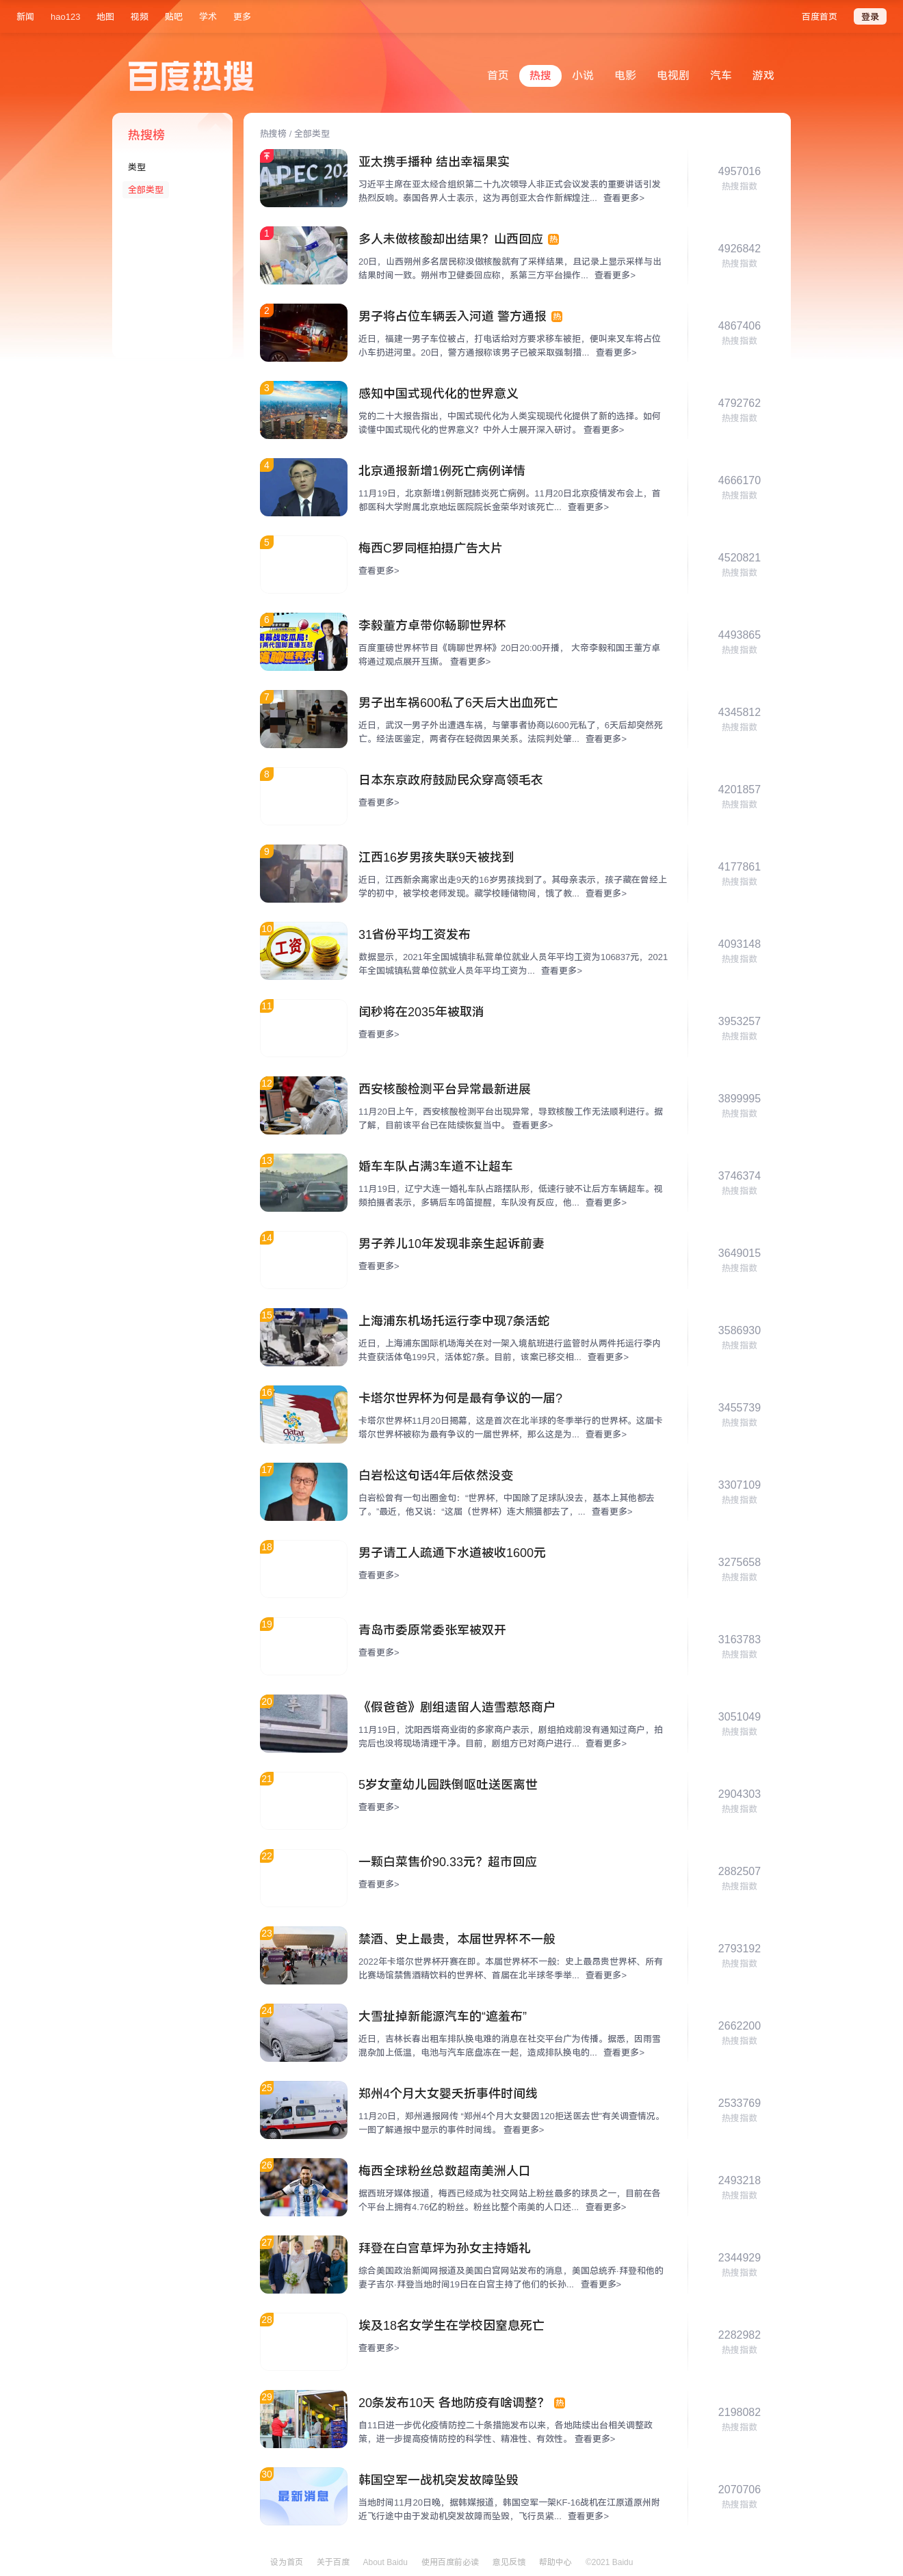 新闻 hao123 地图 视频 贴吧 学术 更多 百度首页 登录
百度热搜
首页 热搜 小说 电影 电视剧 汽车 游戏
热搜榜
类型
全部类型
热搜榜 / 全部类型
亚太携手播种 结出幸福果实
习近平主席在亚太经合组织第二十九次领导人非正式会议发表的重要讲话引发
热烈反响。泰国各界人士表示，这为再创亚太合作新辉煌注... 查看更多>
4957016
热搜指数
1
多人未做核酸却出结果？山西回应 热
20日，山西朔州多名居民称没做核酸就有了采样结果，且记录上显示采样与出
结果时间一致。朔州市卫健委回应称，系第三方平台操作... 查看更多>
4926842
热搜指数
2
男子将占位车辆丢入河道 警方通报 热
近日，福建一男子车位被占，打电话给对方要求移车被拒，便叫来叉车将占位
小车扔进河里。20日，警方通报称该男子已被采取强制措... 查看更多>
4867406
热搜指数
3
感知中国式现代化的世界意义
党的二十大报告指出，中国式现代化为人类实现现代化提供了新的选择。如何
读懂中国式现代化的世界意义？中外人士展开深入研讨。 查看更多>
4792762
热搜指数
4
北京通报新增1例死亡病例详情
11月19日，北京新增1例新冠肺炎死亡病例。11月20日北京疫情发布会上，首
都医科大学附属北京地坛医院院长金荣华对该死亡... 查看更多>
4666170
热搜指数
5
梅西C罗同框拍摄广告大片
查看更多>
4520821
热搜指数
6
李毅董方卓带你畅聊世界杯
百度重磅世界杯节目《嗨聊世界杯》20日20:00开播， 大帝李毅和国王董方卓
将通过观点展开互撕。 查看更多>
4493865
热搜指数
7
男子出车祸600私了6天后大出血死亡
近日，武汉一男子外出遭遇车祸，与肇事者协商以600元私了，6天后却突然死
亡。经法医鉴定，两者存在轻微因果关系。法院判处肇... 查看更多>
4345812
热搜指数
8
日本东京政府鼓励民众穿高领毛衣
查看更多>
4201857
热搜指数
9
江西16岁男孩失联9天被找到
近日，江西新余离家出走9天的16岁男孩找到了。其母亲表示，孩子藏在曾经上
学的初中，被学校老师发现。藏学校睡储物间，饿了教... 查看更多>
4177861
热搜指数
10
工资
31省份平均工资发布
数据显示，2021年全国城镇非私营单位就业人员年平均工资为106837元，2021
年全国城镇私营单位就业人员年平均工资为... 查看更多>
4093148
热搜指数
11
闰秒将在2035年被取消
查看更多>
3953257
热搜指数
12
西安核酸检测平台异常最新进展
11月20日上午，西安核酸检测平台出现异常，导致核酸工作无法顺利进行。据
了解，目前该平台已在陆续恢复当中。 查看更多>
3899995
热搜指数
13
婚车车队占满3车道不让超车
11月19日，辽宁大连一婚礼车队占路摆队形，低速行驶不让后方车辆超车。视
频拍摄者表示，多辆后车鸣笛提醒，车队没有反应，他... 查看更多>
3746374
热搜指数
14
男子养儿10年发现非亲生起诉前妻
查看更多>
3649015
热搜指数
15
上海浦东机场托运行李中现7条活蛇
近日，上海浦东国际机场海关在对一架入境航班进行监管时从两件托运行李内
共查获活体龟199只，活体蛇7条。目前，该案已移交相... 查看更多>
3586930
热搜指数
16
卡塔尔世界杯为何是最有争议的一届?
卡塔尔世界杯11月20日揭幕，这是首次在北半球的冬季举行的世界杯。这届卡
塔尔世界杯被称为最有争议的一届世界杯，那么这是为... 查看更多>
3455739
热搜指数
17
白岩松这句话4年后依然没变
白岩松曾有一句出圈金句：“世界杯，中国除了足球队没去，基本上其他都去
了。”最近，他又说：“这届（世界杯）连大熊猫都去了，... 查看更多>
3307109
热搜指数
18
男子请工人疏通下水道被收1600元
查看更多>
3275658
热搜指数
19
青岛市委原常委张军被双开
查看更多>
3163783
热搜指数
20
《假爸爸》剧组遗留人造雪惹怒商户
11月19日，沈阳西塔商业街的多家商户表示，剧组拍戏前没有通知过商户，拍
完后也没将现场清理干净。目前，剧组方已对商户进行... 查看更多>
3051049
热搜指数
21
5岁女童幼儿园跌倒呕吐送医离世
查看更多>
2904303
热搜指数
22
一颗白菜售价90.33元？超市回应
查看更多>
2882507
热搜指数
23
禁酒、史上最贵，本届世界杯不一般
2022年卡塔尔世界杯开赛在即。本届世界杯不一般：史上最昂贵世界杯、所有
比赛场馆禁售酒精饮料的世界杯、首届在北半球冬季举... 查看更多>
2793192
热搜指数
24
大雪扯掉新能源汽车的“遮羞布”
近日，吉林长春出租车排队换电难的消息在社交平台广为传播。据悉，因雨雪
混杂加上低温，电池与汽车底盘冻在一起，造成排队换电的... 查看更多>
2662200
热搜指数
25
郑州4个月大女婴夭折事件时间线
11月20日，郑州通报网传 “郑州4个月大女婴因120拒送医去世”有关调查情况。
一图了解通报中显示的事件时间线。 查看更多>
2533769
热搜指数
26
梅西全球粉丝总数超南美洲人口
据西班牙媒体报道，梅西已经成为社交网站上粉丝最多的球员之一，目前在各
个平台上拥有4.76亿的粉丝。粉丝比整个南美的人口还... 查看更多>
2493218
热搜指数
27
拜登在白宫草坪为孙女主持婚礼
综合美国政治新闻网报道及美国白宫网站发布的消息，美国总统乔·拜登和他的
妻子吉尔·拜登当地时间19日在白宫主持了他们的长孙... 查看更多>
2344929
热搜指数
28
埃及18名女学生在学校因窒息死亡
查看更多>
2282982
热搜指数
29
20条发布10天 各地防疫有啥调整？ 热
自11日进一步优化疫情防控二十条措施发布以来，各地陆续出台相关调整政
策，进一步提高疫情防控的科学性、精准性、有效性。 查看更多>
2198082
热搜指数
30
最新消息
韩国空军一战机突发故障坠毁
当地时间11月20日晚，据韩媒报道，韩国空军一架KF-16战机在江原道原州附
近飞行途中由于发动机突发故障而坠毁，飞行员紧... 查看更多>
2070706
热搜指数
设为首页 关于百度 About Baidu 使用百度前必读 意见反馈 帮助中心 ©2021 Baidu